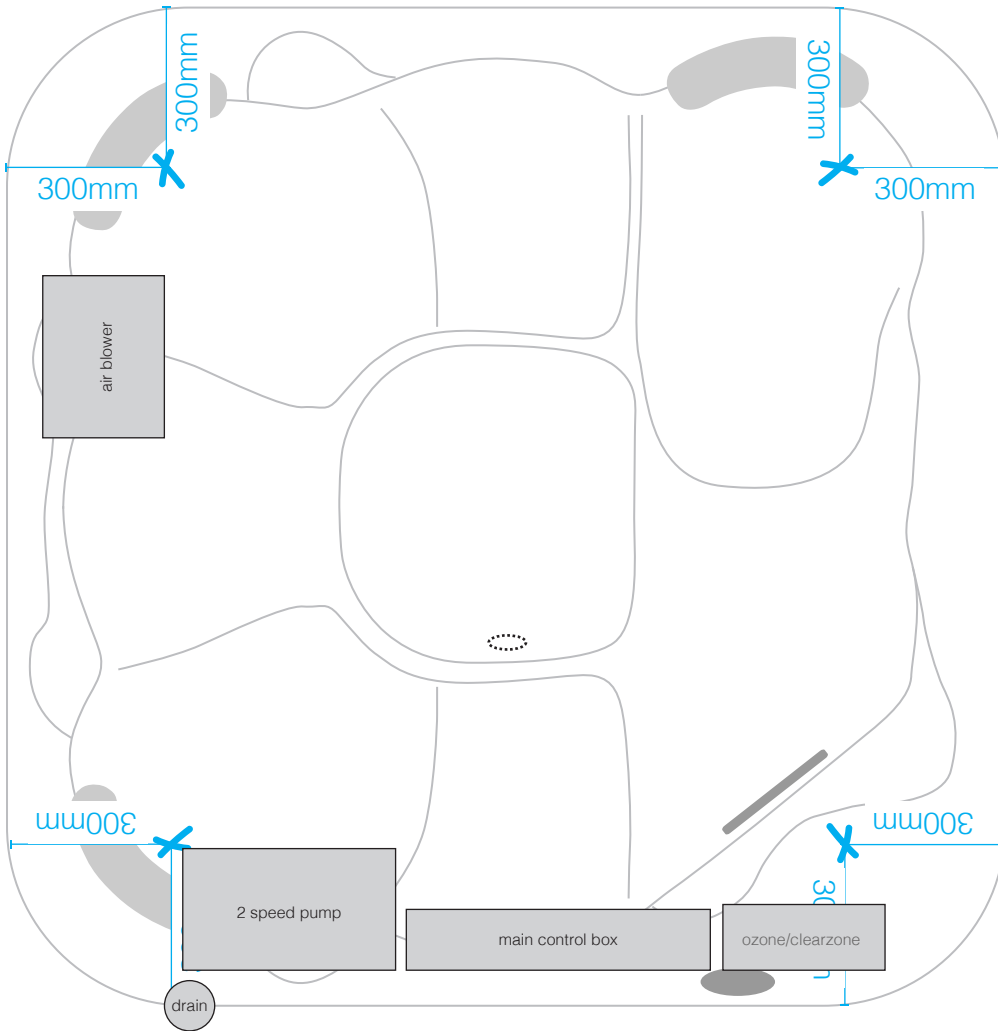 300mm
300mm
300mm
300mm
air blower
300mm
300mm
2 speed pump
main control box
ozone/clearzone
drain